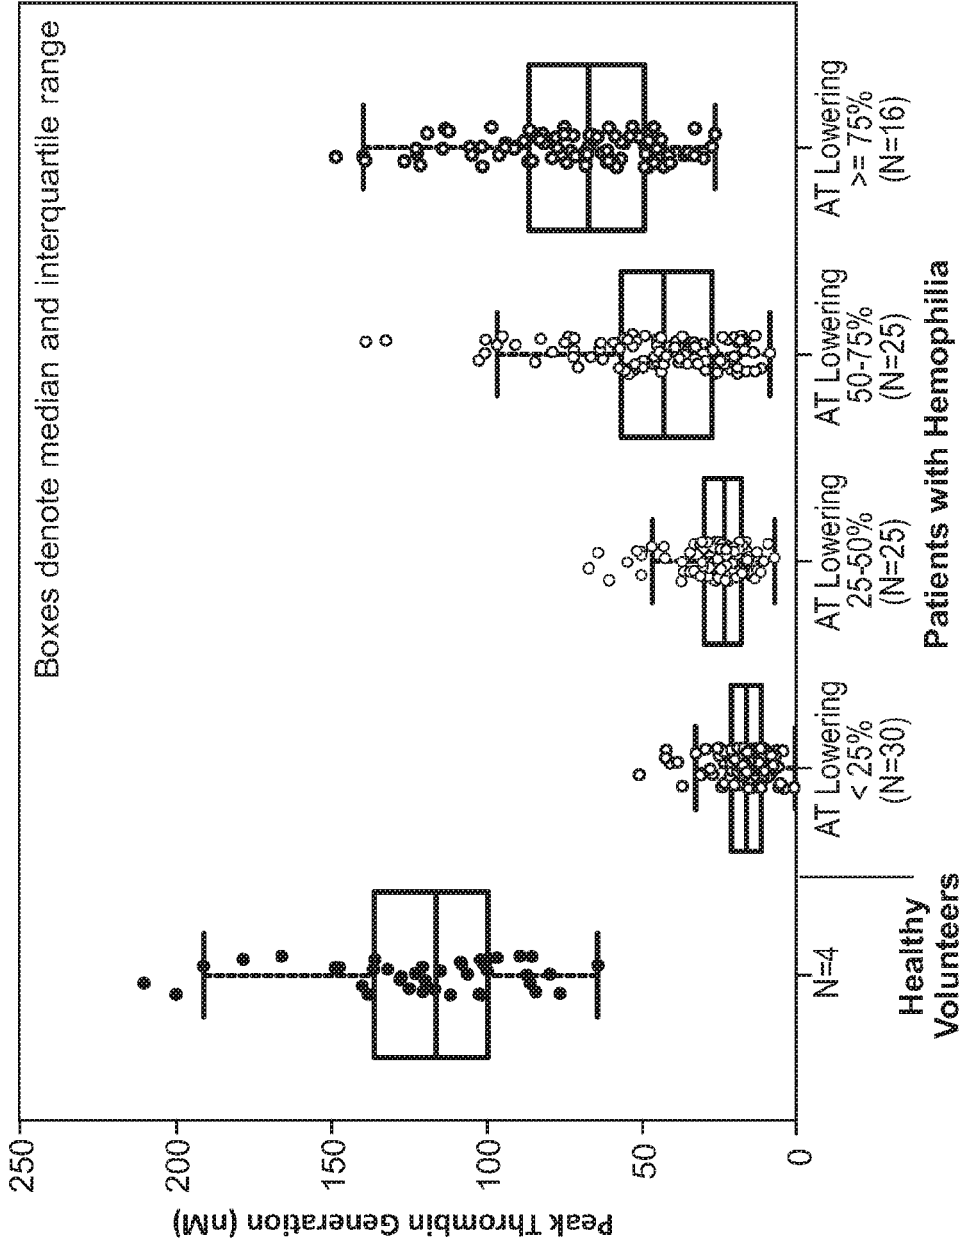 Boxes denote median and interquartile range
Peak Thrombin Generation (nM)
250
200
150
100
50
0
N=4
AT Lowering
< 25%
(N=30)
AT Lowering
25-50%
(N=25)
AT Lowering
50-75%
(N=25)
AT Lowering
>= 75%
(N=16)
Healthy
Volunteers
Patients with Hemophilia